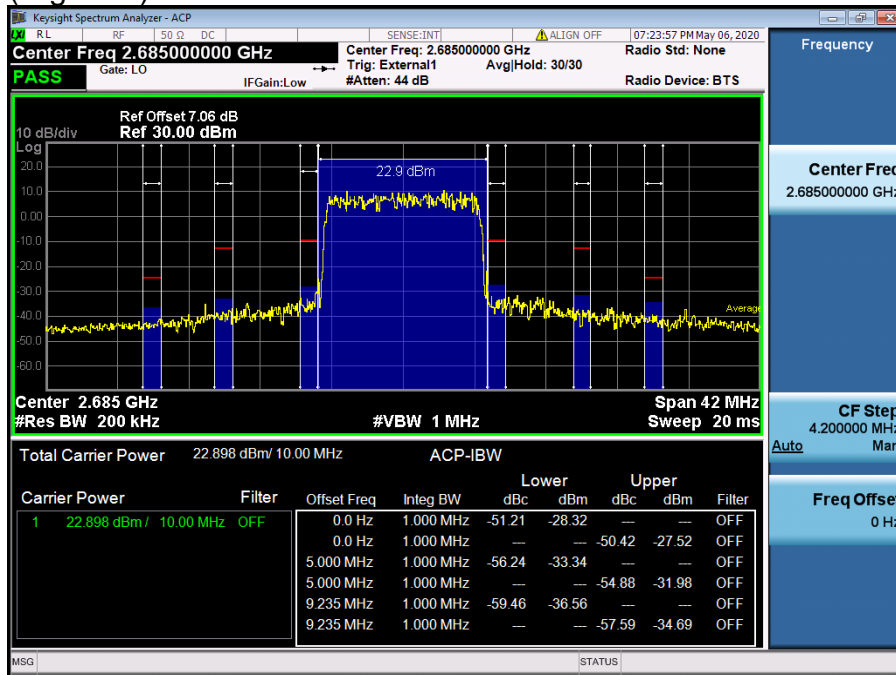 Keysight Spectrum Analyzer - ACP
LXI RL RF 50 Ω DC SENSE:INT ALIGN OFF 07:23:57 PM May 06, 2020
Center Freq 2.685000000 GHz Center Freq: 2.685000000 GHz Radio Std: None
Gate: LO Trig: External1 Avg|Hold: 30/30
PASS IFGain:Low #Atten: 44 dB Radio Device: BTS
Ref Offset 7.06 dB
10 dB/div Ref 30.00 dBm
Log
22.9 dBm
20.0
10.0
0.00
-10.0
-20.0
-30.0
-40.0 Average
-50.0
-60.0
Center 2.685 GHz Span 42 MHz
#Res BW 200 kHz #VBW 1 MHz Sweep 20 ms
Total Carrier Power 22.898 dBm/ 10.00 MHz ACP-IBW
Lower Upper
Carrier Power Filter Offset Freq Integ BW dBc dBm dBc dBm Filter
1 22.898 dBm / 10.00 MHz OFF 0.0 Hz 1.000 MHz -51.21 -28.32 --- --- OFF
0.0 Hz 1.000 MHz --- --- -50.42 -27.52 OFF
5.000 MHz 1.000 MHz -56.24 -33.34 --- --- OFF
5.000 MHz 1.000 MHz --- --- -54.88 -31.98 OFF
9.235 MHz 1.000 MHz -59.46 -36.56 --- --- OFF
9.235 MHz 1.000 MHz --- --- -57.59 -34.69 OFF
MSG STATUS
Frequency
Center Freq
2.685000000 GHz
CF Step
4.200000 MHz
Auto Man
Freq Offset
0 Hz